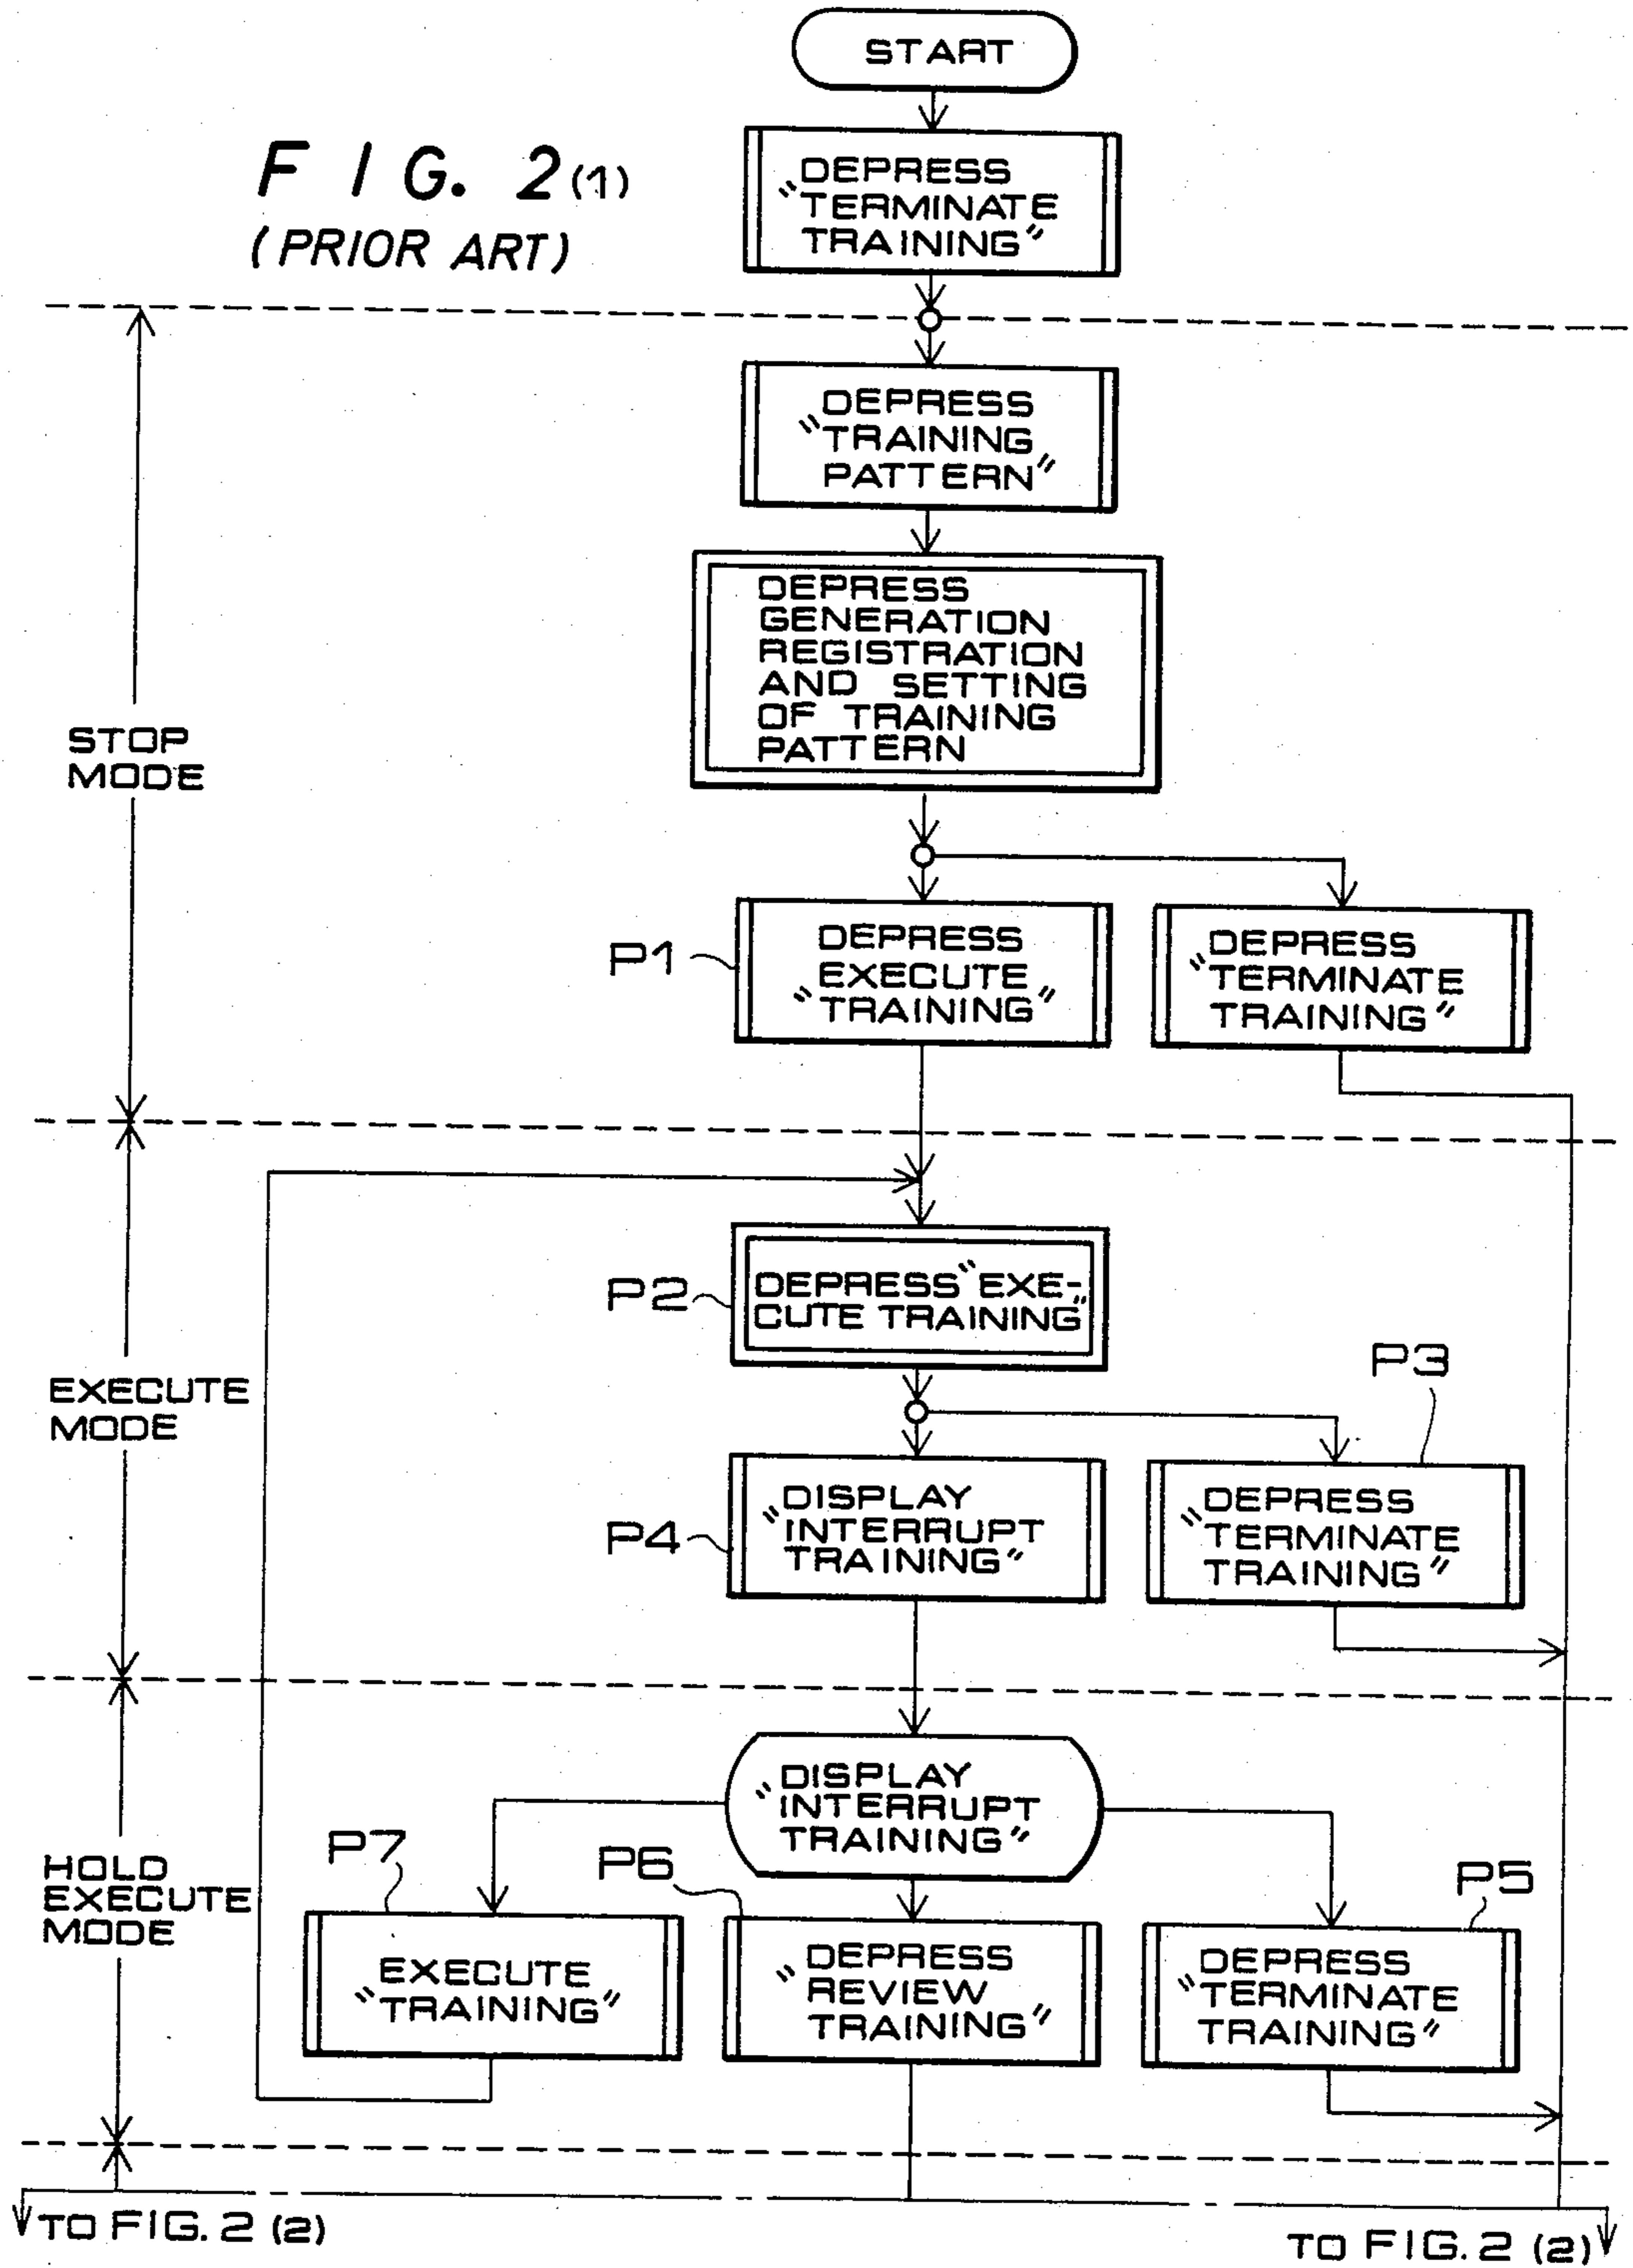 START
FIG. 2(1)
(PRIOR ART)
DEPRESS
"TERMINATE
TRAINING"
DEPRESS
"TRAINING
PATTERN"
DEPRESS
GENERATION
REGISTRATION
AND SETTING
OF TRAINING
PATTERN
STOP
MODE
P1
DEPRESS
EXECUTE
"TRAINING"
DEPRESS
"TERMINATE
TRAINING"
P2
DEPRESS "EXE-
CUTE TRAINING"
P3
EXECUTE
MODE
P4
DISPLAY
"INTERRUPT
TRAINING"
DEPRESS
"TERMINATE
TRAINING"
DISPLAY
"INTERRUPT
TRAINING"
P7
P6
P5
HOLD
EXECUTE
MODE
EXECUTE
"TRAINING"
DEPRESS
"REVIEW
TRAINING"
DEPRESS
"TERMINATE
TRAINING"
TO FIG. 2 (2)
TO FIG. 2 (2)